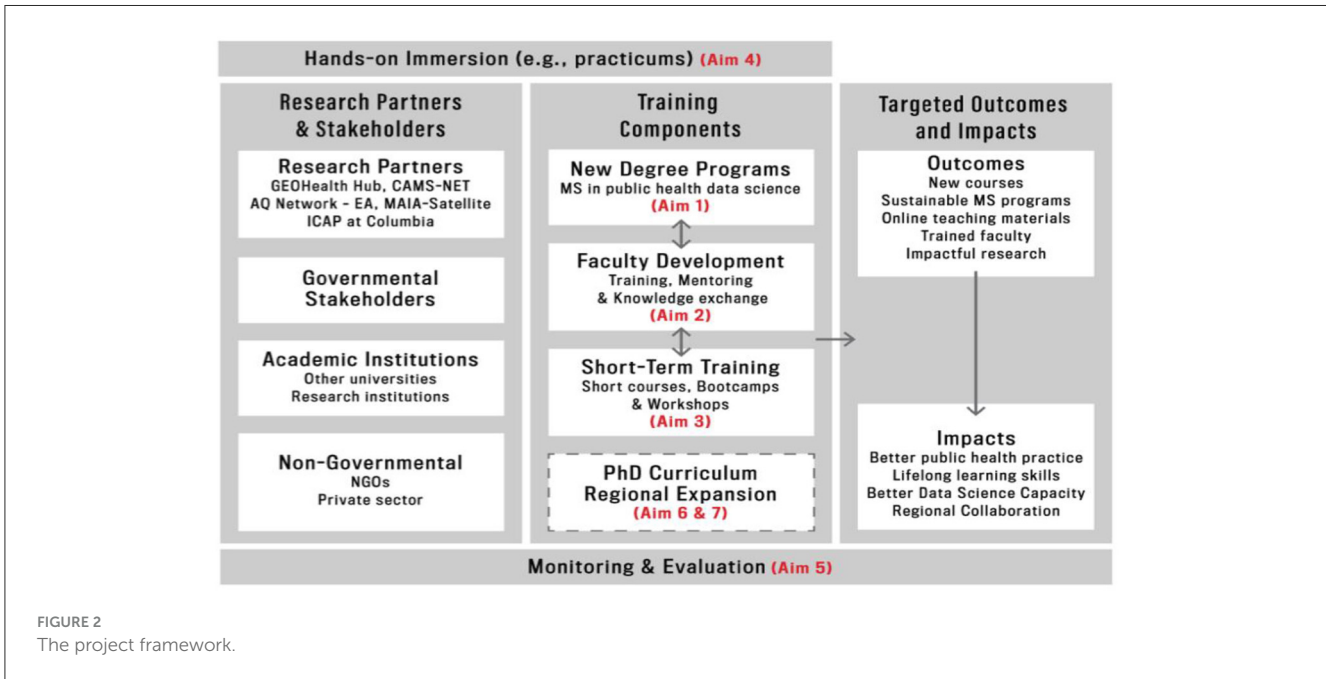 Hands-on Immersion (e.g., practicums) (Aim 4)
Research Partners
& Stakeholders
Research Partners
GEOHealth Hub, CAMS-NET
AQ Network - EA, MAIA-Satellite
ICAP at Columbia
Governmental
Stakeholders
Academic Institutions
Other universities
Research institutions
Non-Governmental
NGOs
Private sector
Training
Components
New Degree Programs
MS in public health data science
(Aim 1)
Faculty Development
Training, Mentoring
& Knowledge exchange
(Aim 2)
Short-Term Training
Short courses, Bootcamps
& Workshops
(Aim 3)
PhD Curriculum
Regional Expansion
(Aim 6 & 7)
Targeted Outcomes
and Impacts
Outcomes
New courses
Sustainable MS programs
Online teaching materials
Trained faculty
Impactful research
Impacts
Better public health practice
Lifelong learning skills
Better Data Science Capacity
Regional Collaboration
Monitoring & Evaluation (Aim 5)
FIGURE 2
The project framework.